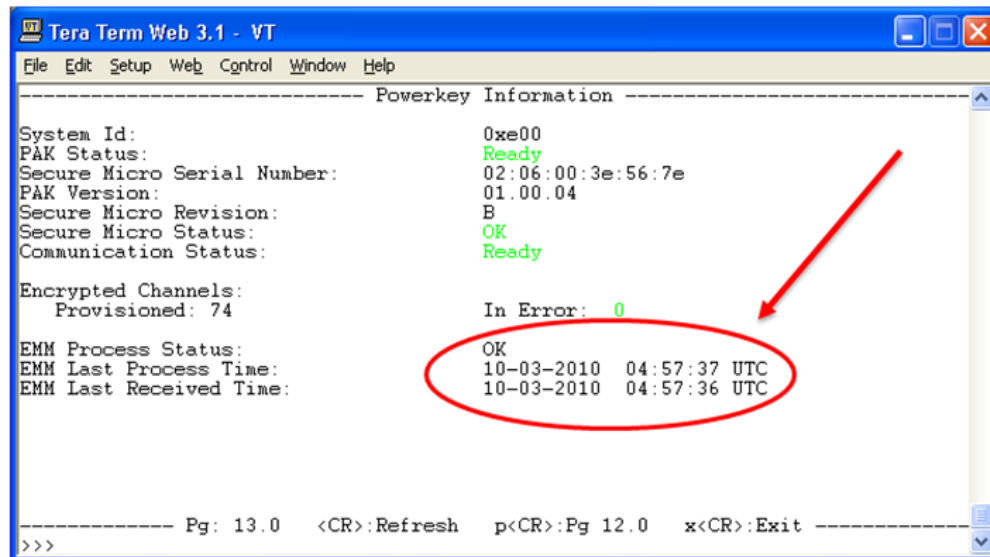 Tera Term Web 3.1 - VT
File Edit Setup Web Control Window Help
----------------------------- Powerkey Information -----------------------------
System Id: 0xe00
PAK Status: Ready
Secure Micro Serial Number: 02:06:00:3e:56:7e
PAK Version: 01.00.04
Secure Micro Revision: B
Secure Micro Status: OK
Communication Status: Ready
Encrypted Channels:
Provisioned: 74 In Error: 0
EMM Process Status: OK
EMM Last Process Time: 10-03-2010 04:57:37 UTC
EMM Last Received Time: 10-03-2010 04:57:36 UTC
------------- Pg: 13.0 <CR>:Refresh p<CR>:Pg 12.0 x<CR>:Exit -------------
>>>